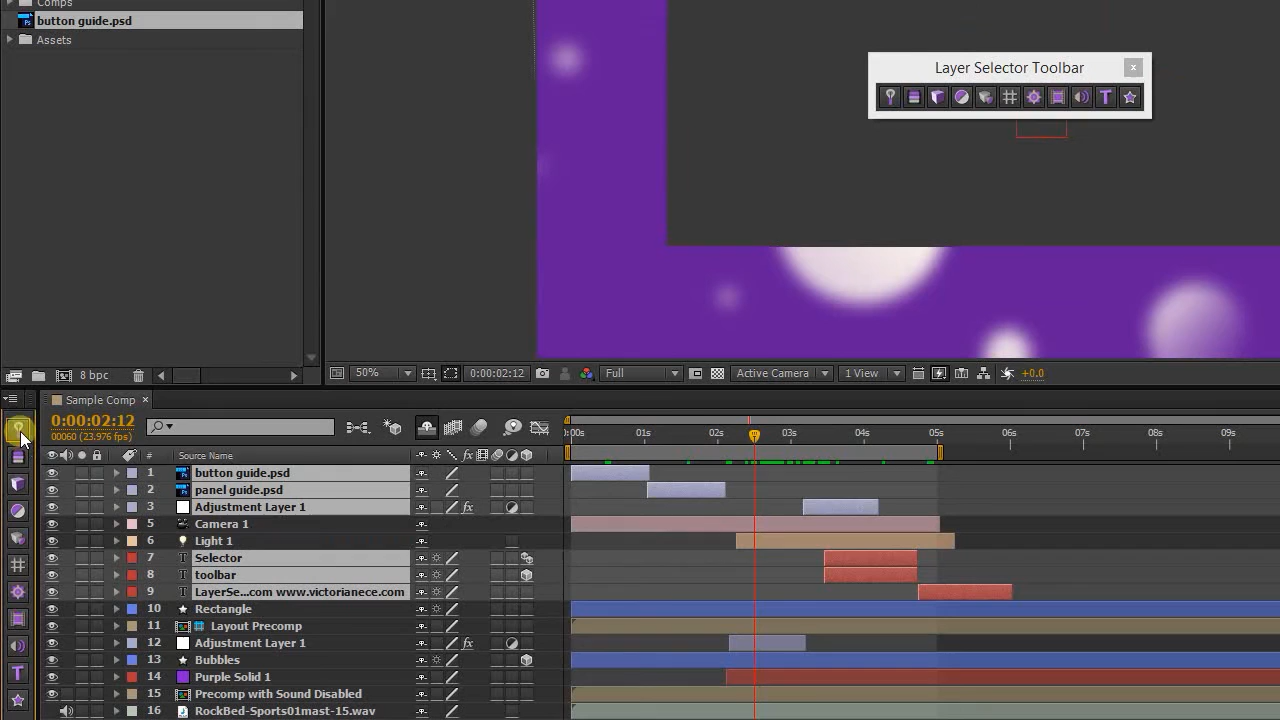 Comps
button guide.psd
Assets
Layer Selector Toolbar
x
T
8 bpc
50%
0:00:02:12
Full
Active Camera
1 View
+0.0
Sample Comp
0:00:02:12
00060 (23.976 fps)
:00s 01s 02s 03s 04s 05s 06s 07s 08s 09s
# Source Name fx
1 button guide.psd
2 panel guide.psd
3 Adjustment Layer 1 fx
5 Camera 1
6 Light 1
7 T Selector
8 T toolbar
9 T LayerSe...com www.victorianece.com
10 Rectangle
11 Layout Precomp
12 Adjustment Layer 1 fx
13 Bubbles
14 Purple Solid 1
15 Precomp with Sound Disabled
16 RockBed-Sports01mast-15.wav
T